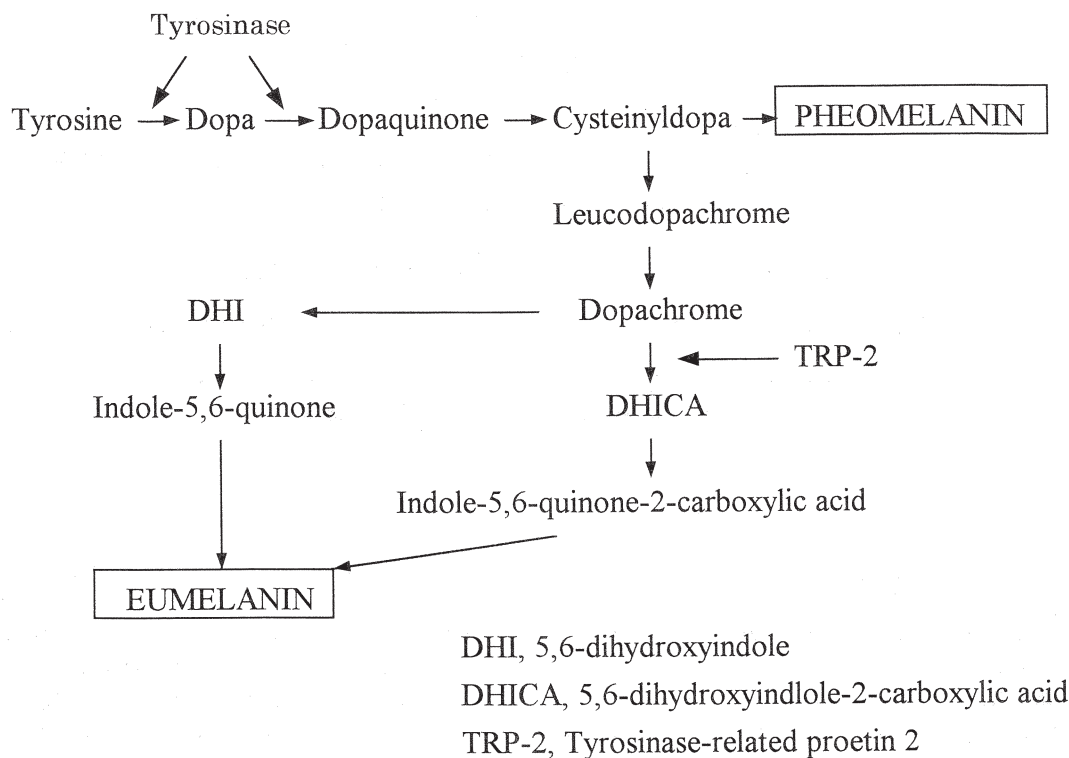 Tyrosinase
Tyrosine Dopa Dopaquinone Cysteinyldopa PHEOMELANIN
Leucodopachrome
DHI Dopachrome
TRP-2
Indole-5,6-quinone DHICA
Indole-5,6-quinone-2-carboxylic acid
EUMELANIN
DHI, 5,6-dihydroxyindole
DHICA, 5,6-dihydroxyindlole-2-carboxylic acid
TRP-2, Tyrosinase-related proetin 2